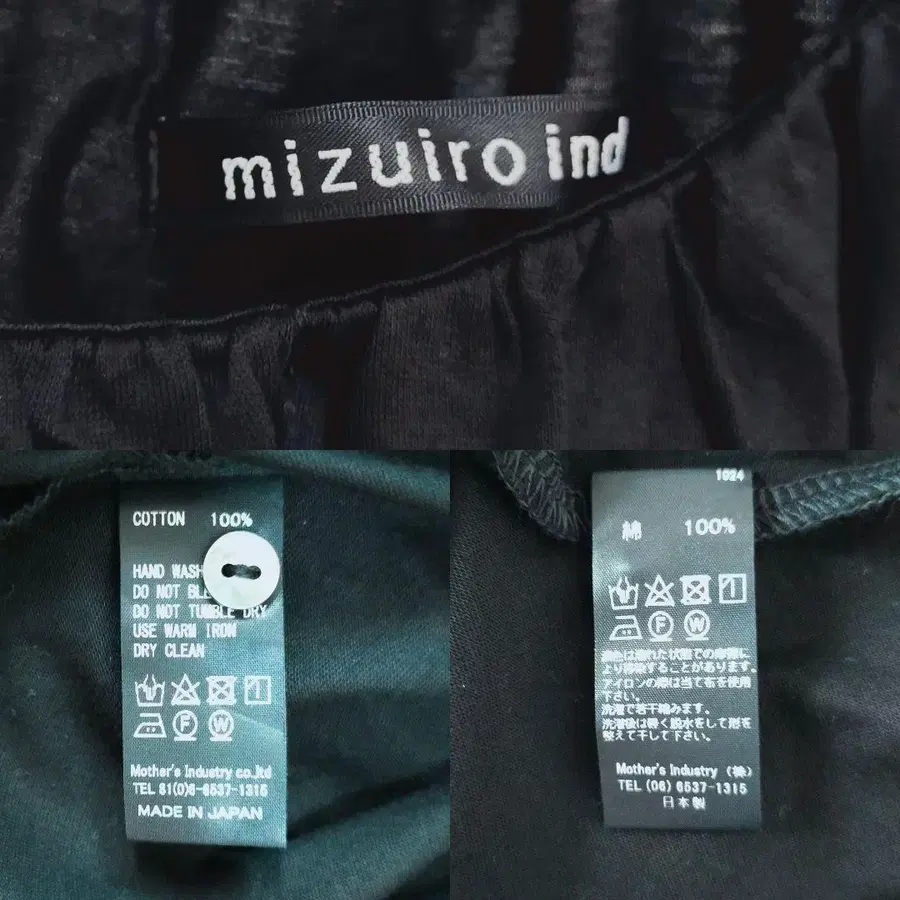 mizuiro ind
COTTON 100%
HAND WASH
DO NOT BLE
DO NOT TUMBLE DRY
USE WARM IRON
DRY CLEAN
F W
Mother's Industry co.,ltd
TEL 81(0)6-6537-1315
MADE IN JAPAN
1024
綿 100%
F W
濃色は濡れた状態での摩擦に
より移染することがあります。
アイロンの際は当て布を使用
下さい。
洗濯で若干縮みます。
洗濯後は軽く脱水をして形を
整えて干して下さい。
Mother's Industry (株)
TEL (06) 6537-1315
日本製